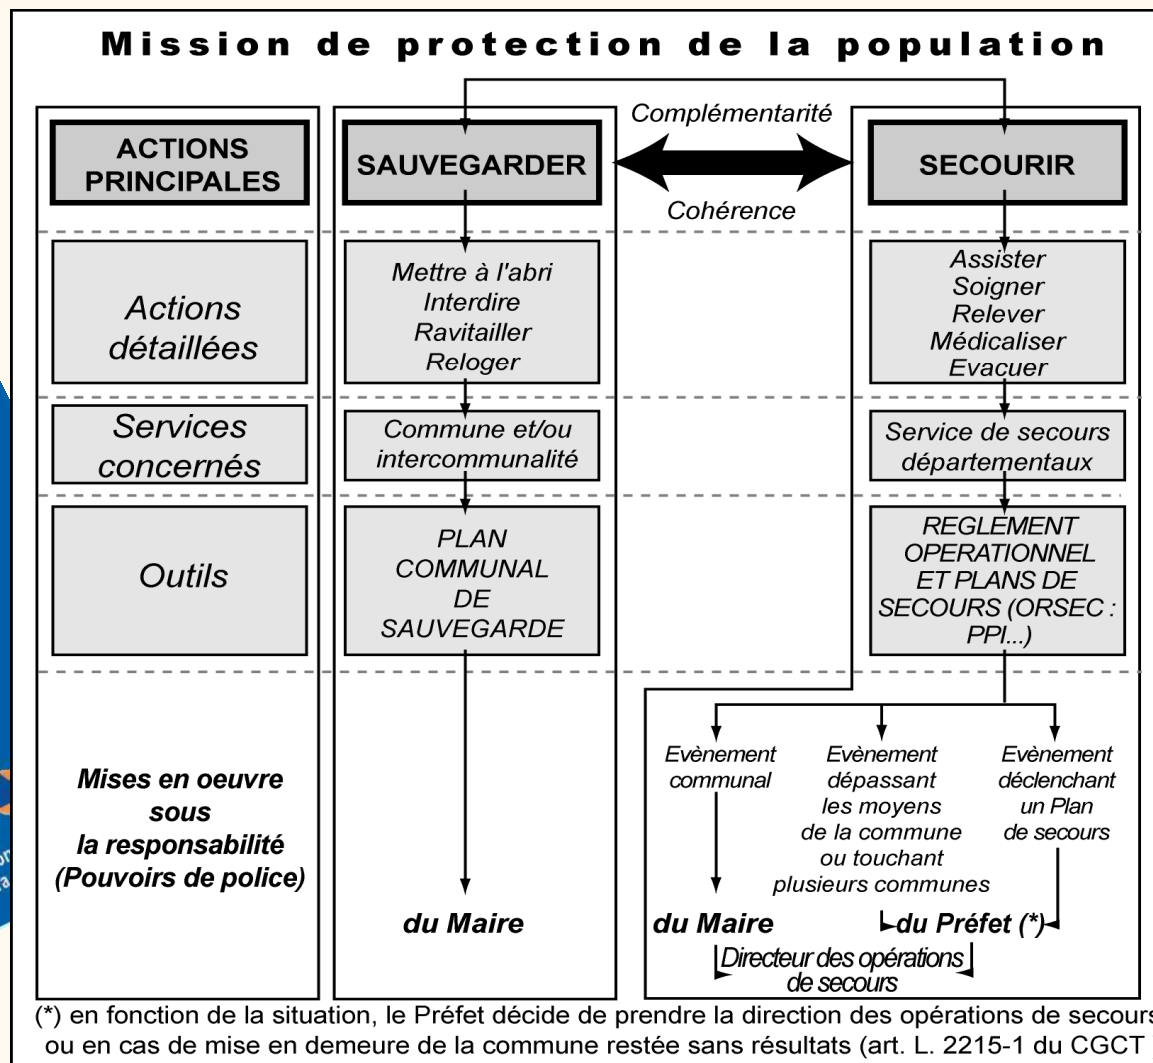 Mission de protection de la population
ACTIONS
PRINCIPALES
SAUVEGARDER
Complémentarité
Cohérence
SECOURIR
Actions
détaillées
Mettre à l'abri
Interdire
Ravitailler
Reloger
Assister
Soigner
Relever
Médicaliser
Evacuer
Services
concernés
Commune et/ou
intercommunalité
Service de secours
départementaux
Outils
PLAN
COMMUNAL
DE
SAUVEGARDE
REGLEMENT
OPERATIONNEL
ET PLANS DE
SECOURS (ORSEC :
PPI...)
Mises en oeuvre
sous
la responsabilité
(Pouvoirs de police)
du Maire
Evènement
communal
Evènement
dépassant
les moyens
de la commune
ou touchant
plusieurs communes
Evènement
déclenchant
un Plan
de secours
du Maire
du Préfet (*)
Directeur des opérations
de secours
(*) en fonction de la situation, le Préfet décide de prendre la direction des opérations de secours
ou en cas de mise en demeure de la commune restée sans résultats (art. L. 2215-1 du CGCT